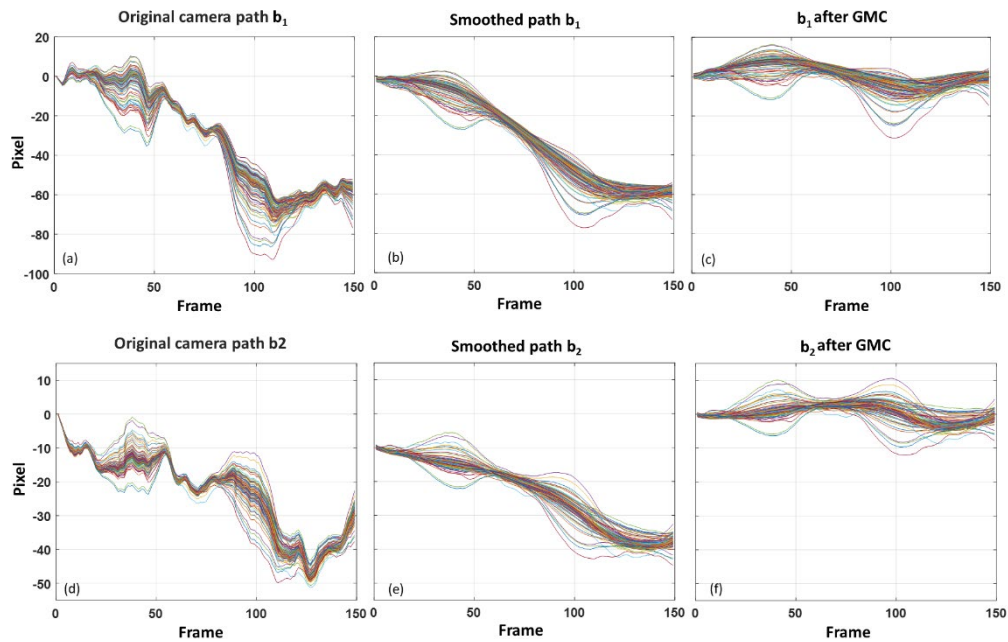 Original camera path b₁
Smoothed path b₁
b₁ after GMC
20
0
-20
-40
-60
-80
-100
Pixel
(a)
(b)
(c)
0
50
100
150
0
50
100
150
0
50
100
150
Frame
Frame
Frame
Original camera path b2
Smoothed path b₂
b₂ after GMC
10
0
-10
-20
-30
-40
-50
Pixel
(d)
(e)
(f)
0
50
100
150
0
50
100
150
0
50
100
150
Frame
Frame
Frame